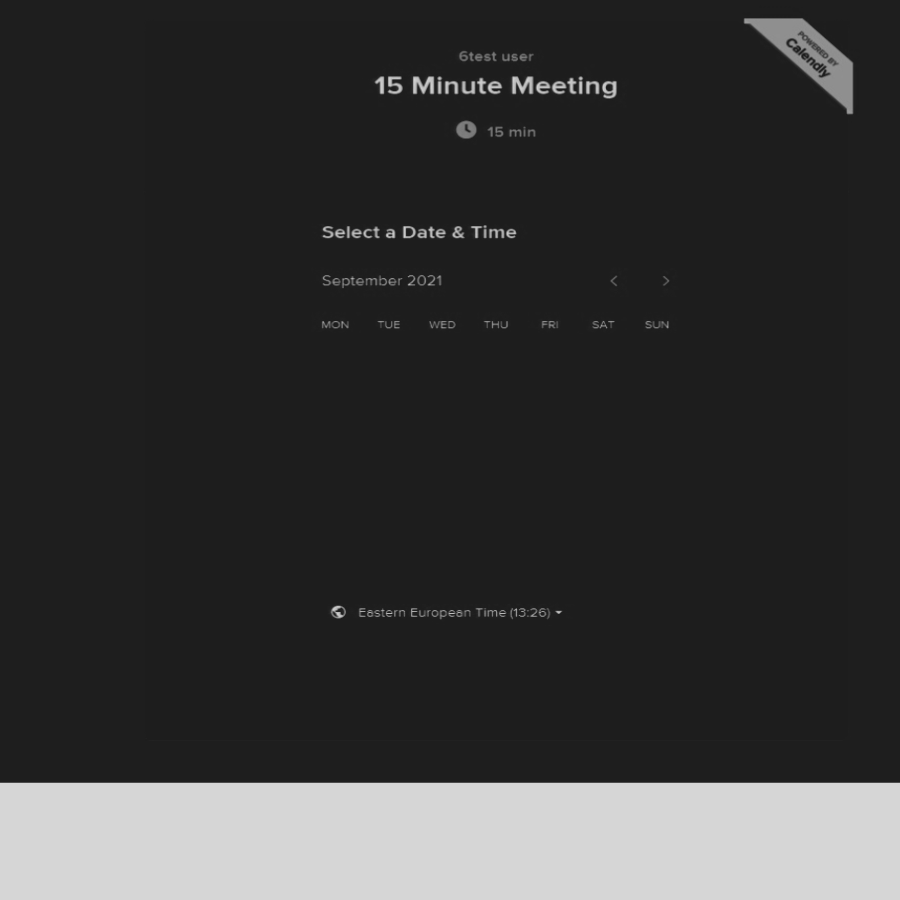 6test user
15 Minute Meeting
15 min
POWERED BY
Calendly
Select a Date & Time
September 2021
MON TUE WED THU FRI SAT SUN
Eastern European Time (13:26)